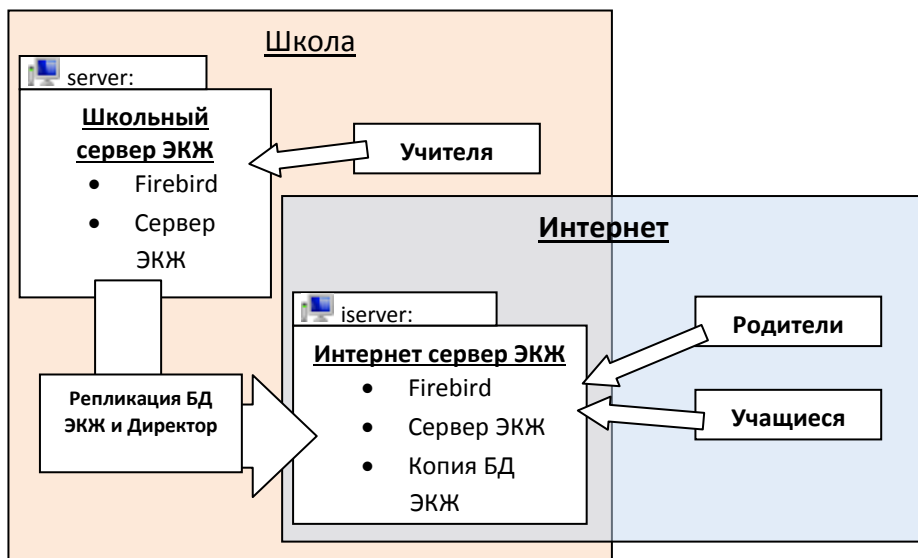 Школа
server:
Школьный
сервер ЭКЖ
• Firebird
• Сервер
ЭКЖ
Учителя
Интернет
iserver:
Интернет сервер ЭКЖ
• Firebird
• Сервер ЭКЖ
• Копия БД
ЭКЖ
Родители
Учащиеся
Репликация БД
ЭКЖ и Директор